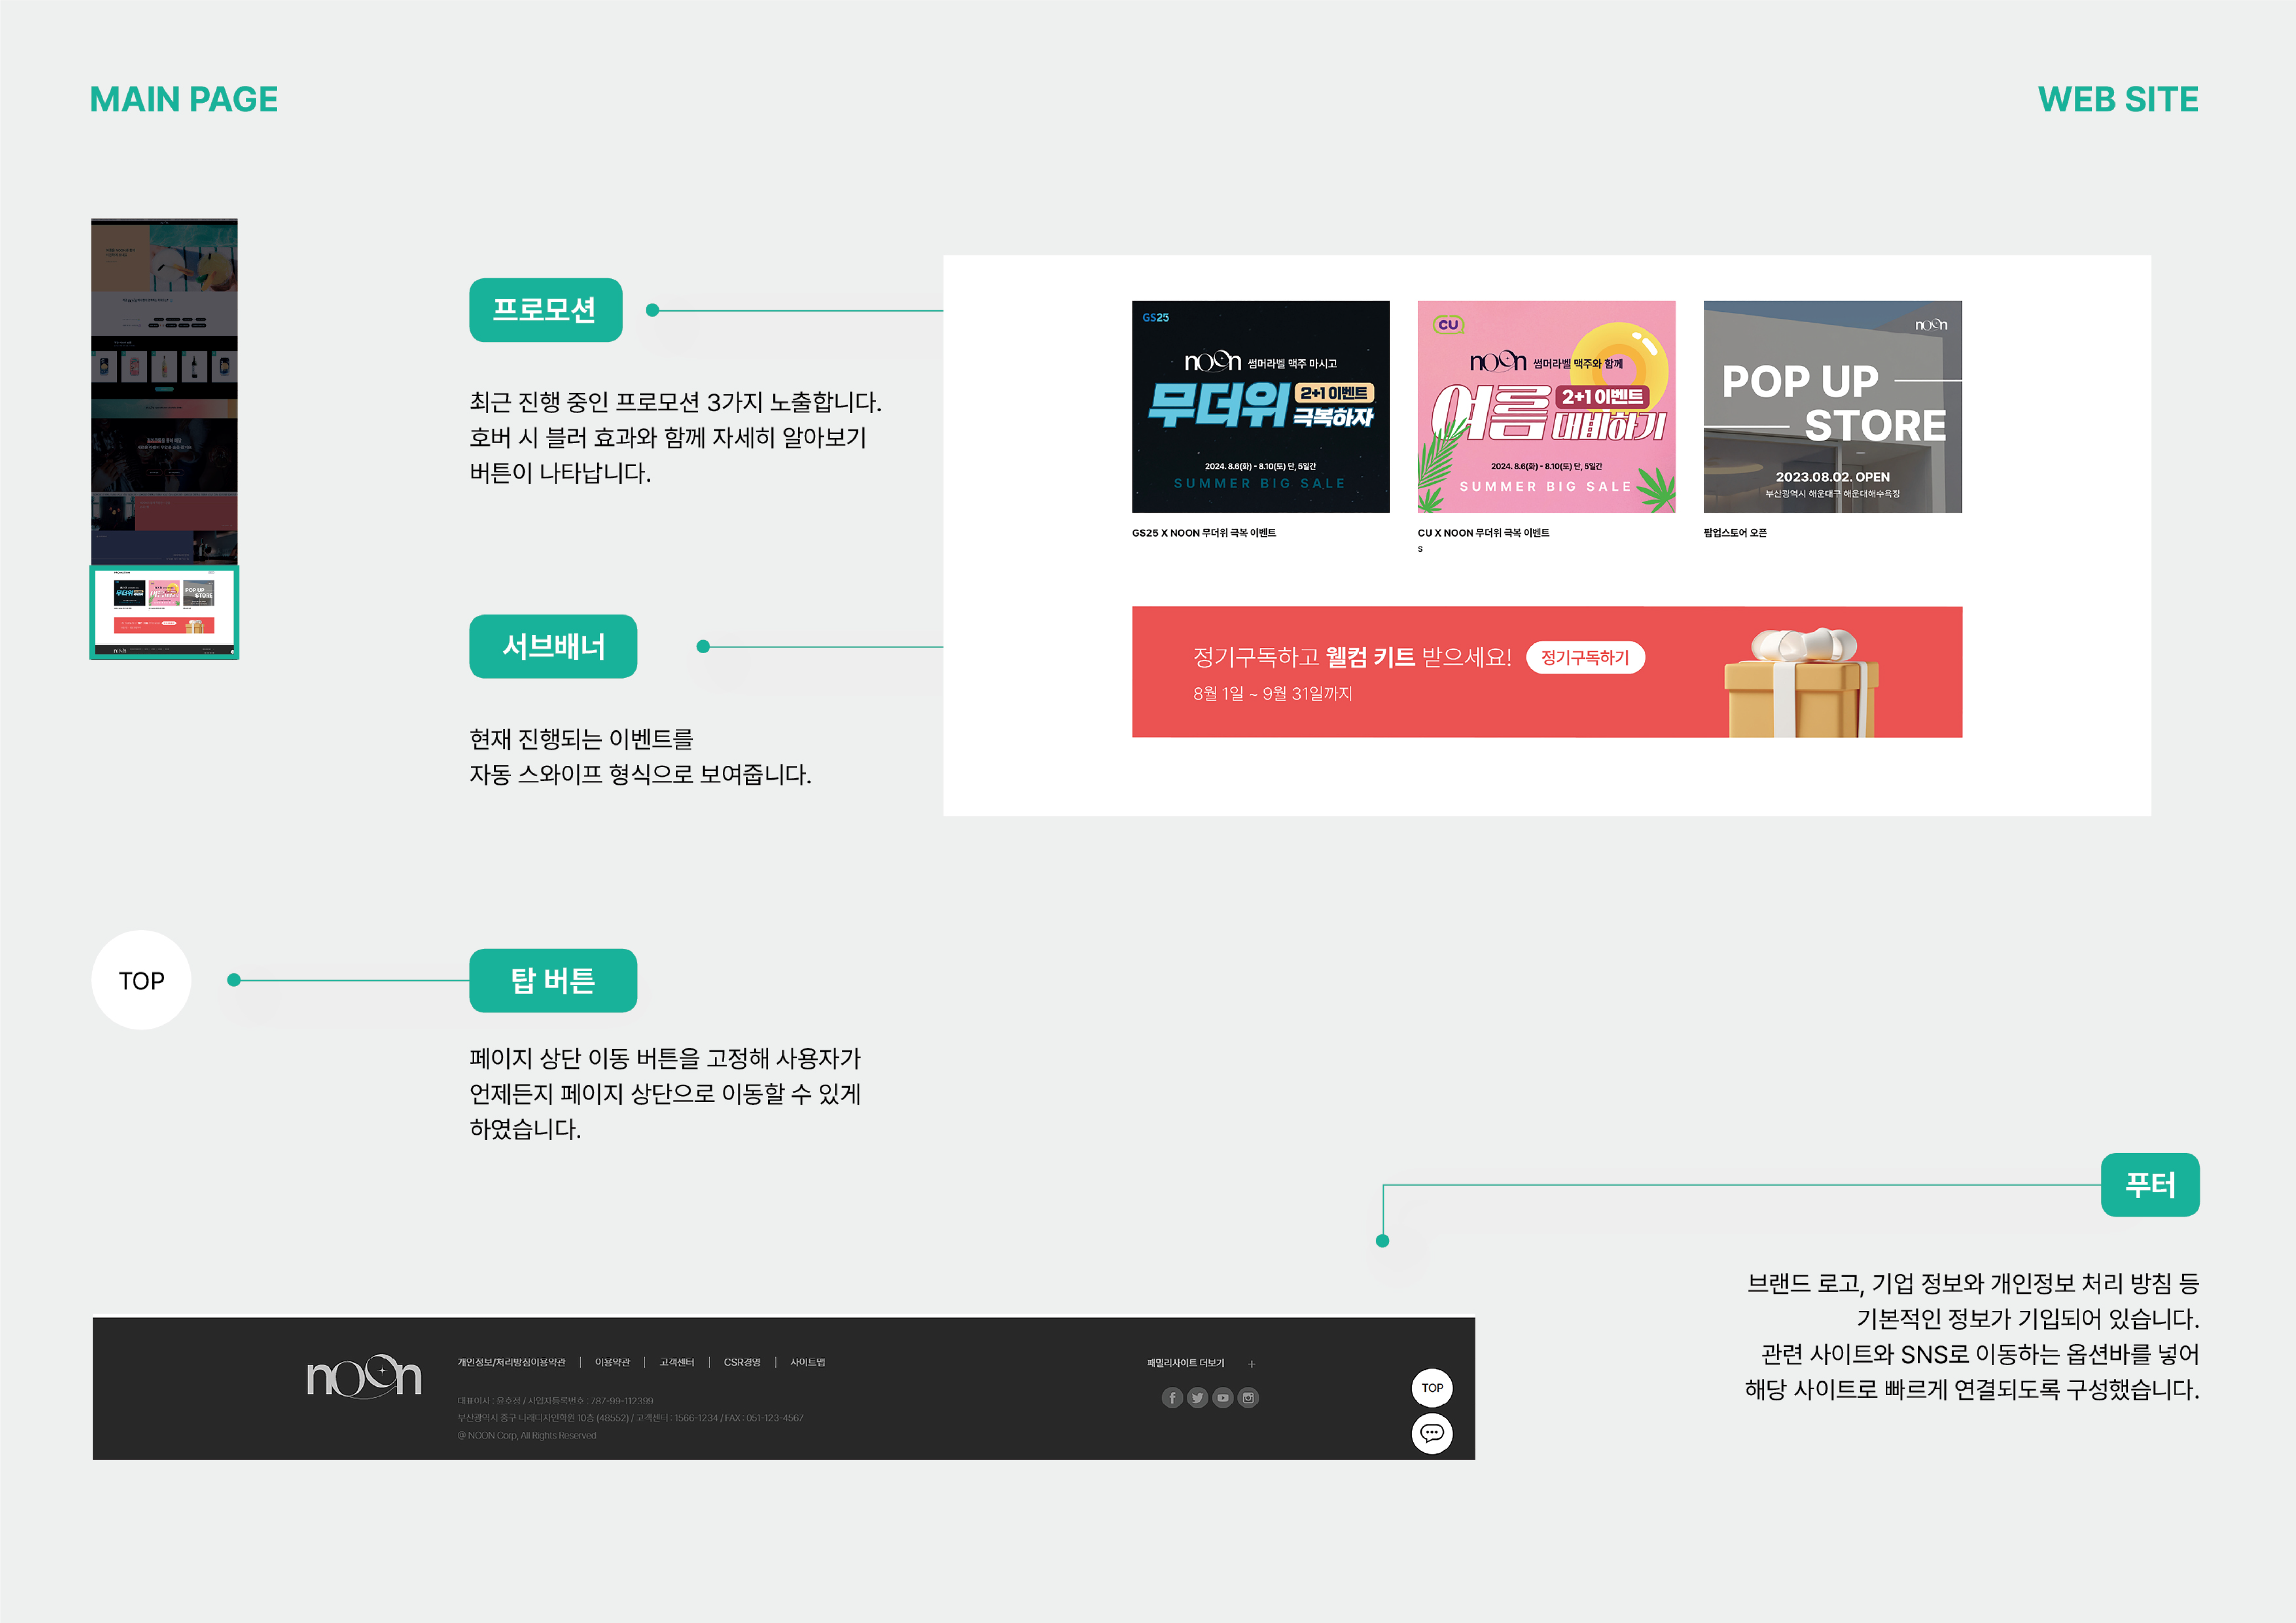 MAIN PAGE
WEB SITE
프로모션
최근 진행 중인 프로모션 3가지 노출합니다.
호버 시 블러 효과와 함께 자세히 알아보기
버튼이 나타납니다.
GS25
noon 썸머라벨 맥주 마시고
무더위 2+1 이벤트
극복하자
2024. 8.6(화) - 8.10(토) 단, 5일간
SUMMER BIG SALE
GS25 X NOON 무더위 극복 이벤트
CU
noon 썸머라벨 맥주와 함께
여름 2+1 이벤트
대비하기
2024. 8.6(화) - 8.10(토) 단, 5일간
SUMMER BIG SALE
CU X NOON 무더위 극복 이벤트
s
noon
POP UP
STORE
2023.08.02. OPEN
부산광역시 해운대구 해운대해수욕장
팝업스토어 오픈
서브배너
현재 진행되는 이벤트를
자동 스와이프 형식으로 보여줍니다.
정기구독하고 웰컴 키트 받으세요! 정기구독하기
8월 1일 ~ 9월 31일까지
TOP
탑 버튼
페이지 상단 이동 버튼을 고정해 사용자가
언제든지 페이지 상단으로 이동할 수 있게
하였습니다.
푸터
브랜드 로고, 기업 정보와 개인정보 처리 방침 등
기본적인 정보가 기입되어 있습니다.
관련 사이트와 SNS로 이동하는 옵션바를 넣어
해당 사이트로 빠르게 연결되도록 구성했습니다.
noon
개인정보/저리방짐이용약관 | 이용약관 | 고객센터 | CSR경영 | 사이트맵
대표이사 : 윤호성 / 사업자등록번호 : 787-99-112399
부산광역시 중구 나래디자인학원 10층 (48552) / 고객센터 : 1566-1234 / FAX : 051-123-4567
@ NOON Corp, All Rights Reserved
패밀리사이트 더보기 +
TOP